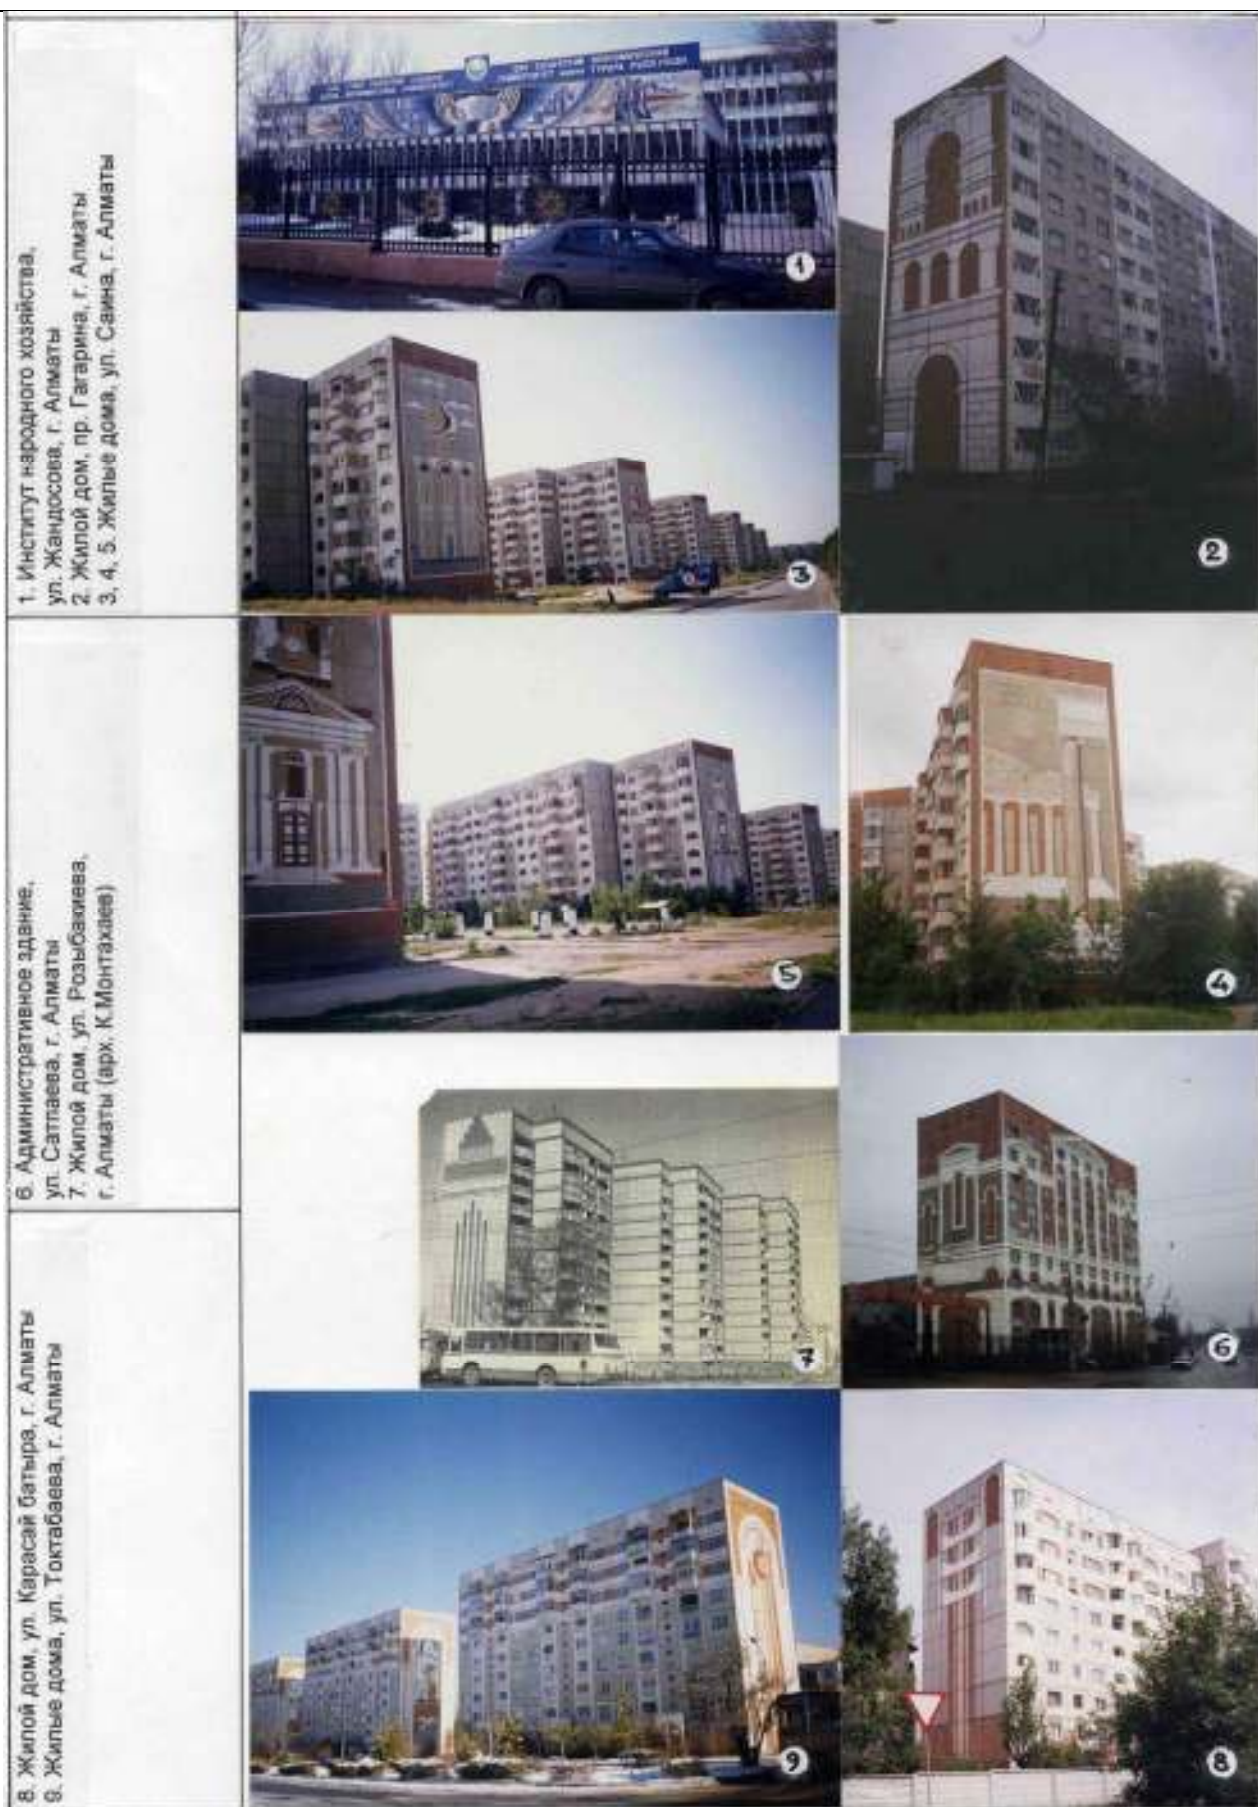 1. Институт народного хозяйства,
ул. Жандосова, г. Алматы
2. Жилой дом, пр. Гагарина, г. Алматы
3, 4, 5. Жилые дома, ул. Саина, г. Алматы
6. Административное здание,
ул. Сатпаева, г. Алматы
7. Жилой дом, ул. Розыбакиева,
г. Алматы (арх. К.Монтахаев)
8. Жилой дом, ул. Карасай батыра, г. Алматы
9. Жилые дома, ул. Токтабаева, г. Алматы
1
2
3
5
4
7
6
9
8